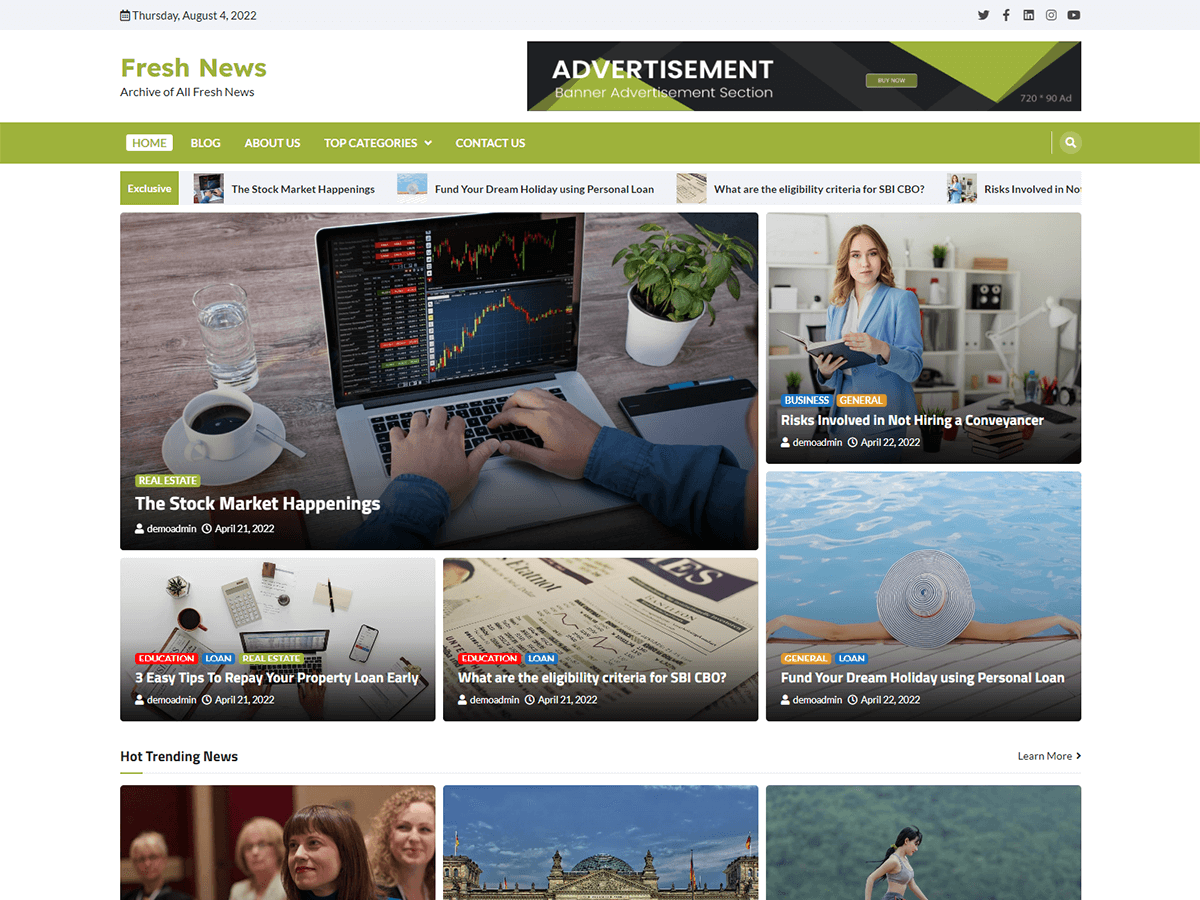 Thursday, August 4, 2022
Fresh News
Archive of All Fresh News
ADVERTISEMENT
Banner Advertisement Section
BUY NOW
720 * 90 Ad
HOME BLOG ABOUT US TOP CATEGORIES CONTACT US
Exclusive The Stock Market Happenings Fund Your Dream Holiday using Personal Loan What are the eligibility criteria for SBI CBO? Risks Involved in No
REAL ESTATE
The Stock Market Happenings
demoadmin April 21, 2022
BUSINESS GENERAL
Risks Involved in Not Hiring a Conveyancer
demoadmin April 22, 2022
EDUCATION LOAN REAL ESTATE
3 Easy Tips To Repay Your Property Loan Early
demoadmin April 21, 2022
EDUCATION LOAN
What are the eligibility criteria for SBI CBO?
demoadmin April 21, 2022
GENERAL LOAN
Fund Your Dream Holiday using Personal Loan
demoadmin April 22, 2022
Hot Trending News
Learn More